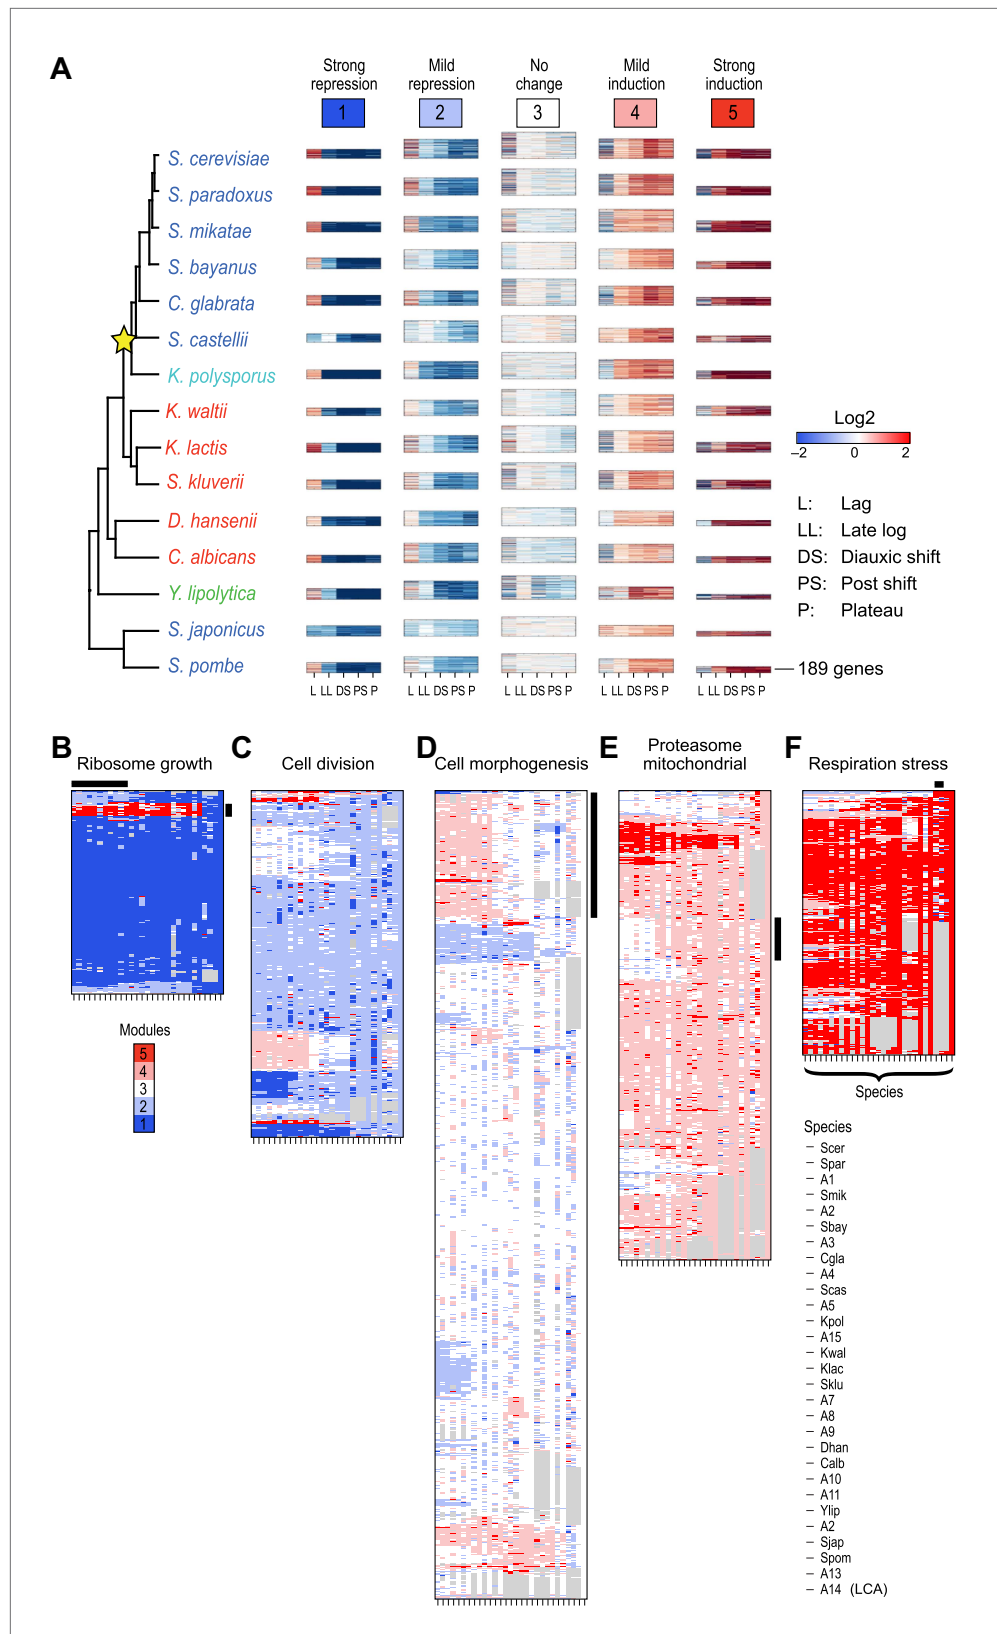 A
Strong
repression
Mild
repression
No
change
Mild
induction
Strong
induction
1
2
3
4
5
S. cerevisiae
S. paradoxus
S. mikatae
S. bayanus
C. glabrata
S. castellii
K. polysporus
K. waltii
K. lactis
S. kluverii
D. hansenii
C. albicans
Y. lipolytica
S. japonicus
S. pombe
Log2
–2 0 2
L: Lag
LL: Late log
DS: Diauxic shift
PS: Post shift
P: Plateau
189 genes
L LL DS PS P
L LL DS PS P
L LL DS PS P
L LL DS PS P
L LL DS PS P
B
Ribosome growth
C
Cell division
D
Cell morphogenesis
E
Proteasome
mitochondrial
F
Respiration stress
Modules
5
4
3
2
1
Species
Species
Scer
Spar
A1
Smik
A2
Sbay
A3
Cgla
A4
Scas
A5
Kpol
A15
Kwal
Klac
Sklu
A7
A8
A9
Dhan
Calb
A10
A11
Ylip
A2
Sjap
Spom
A13
A14 (LCA)